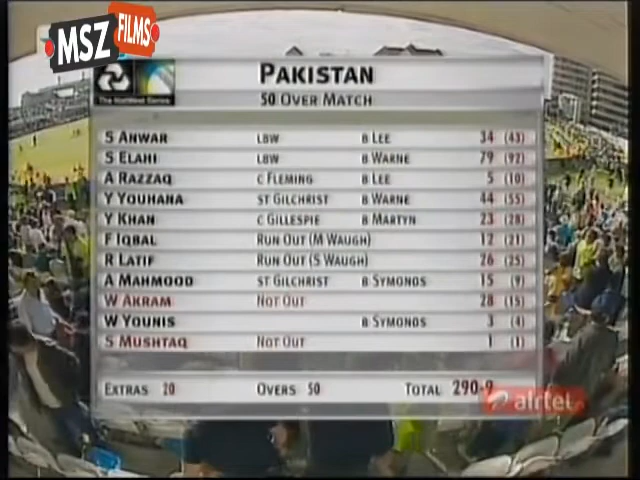 MSZ FILMS
PAKISTAN
The NatWest Series
50 OVER MATCH
S ANWAR LBW B LEE 34 (43)
S ELAHI LBW B WARNE 79 (92)
A RAZZAQ C FLEMING B LEE 5 (10)
Y YOUHANA ST GILCHRIST B WARNE 44 (55)
Y KHAN C GILLESPIE B MARTYN 23 (28)
F IQBAL RUN OUT (M WAUGH) 12 (21)
R LATIF RUN OUT (S WAUGH) 26 (25)
A MAHMOOD ST GILCHRIST B SYMONDS 15 (9)
W AKRAM NOT OUT 28 (15)
W YOUNIS B SYMONDS 3 (4)
S MUSHTAQ NOT OUT 1 (1)
EXTRAS 20 OVERS 50 TOTAL 290-9
airtel